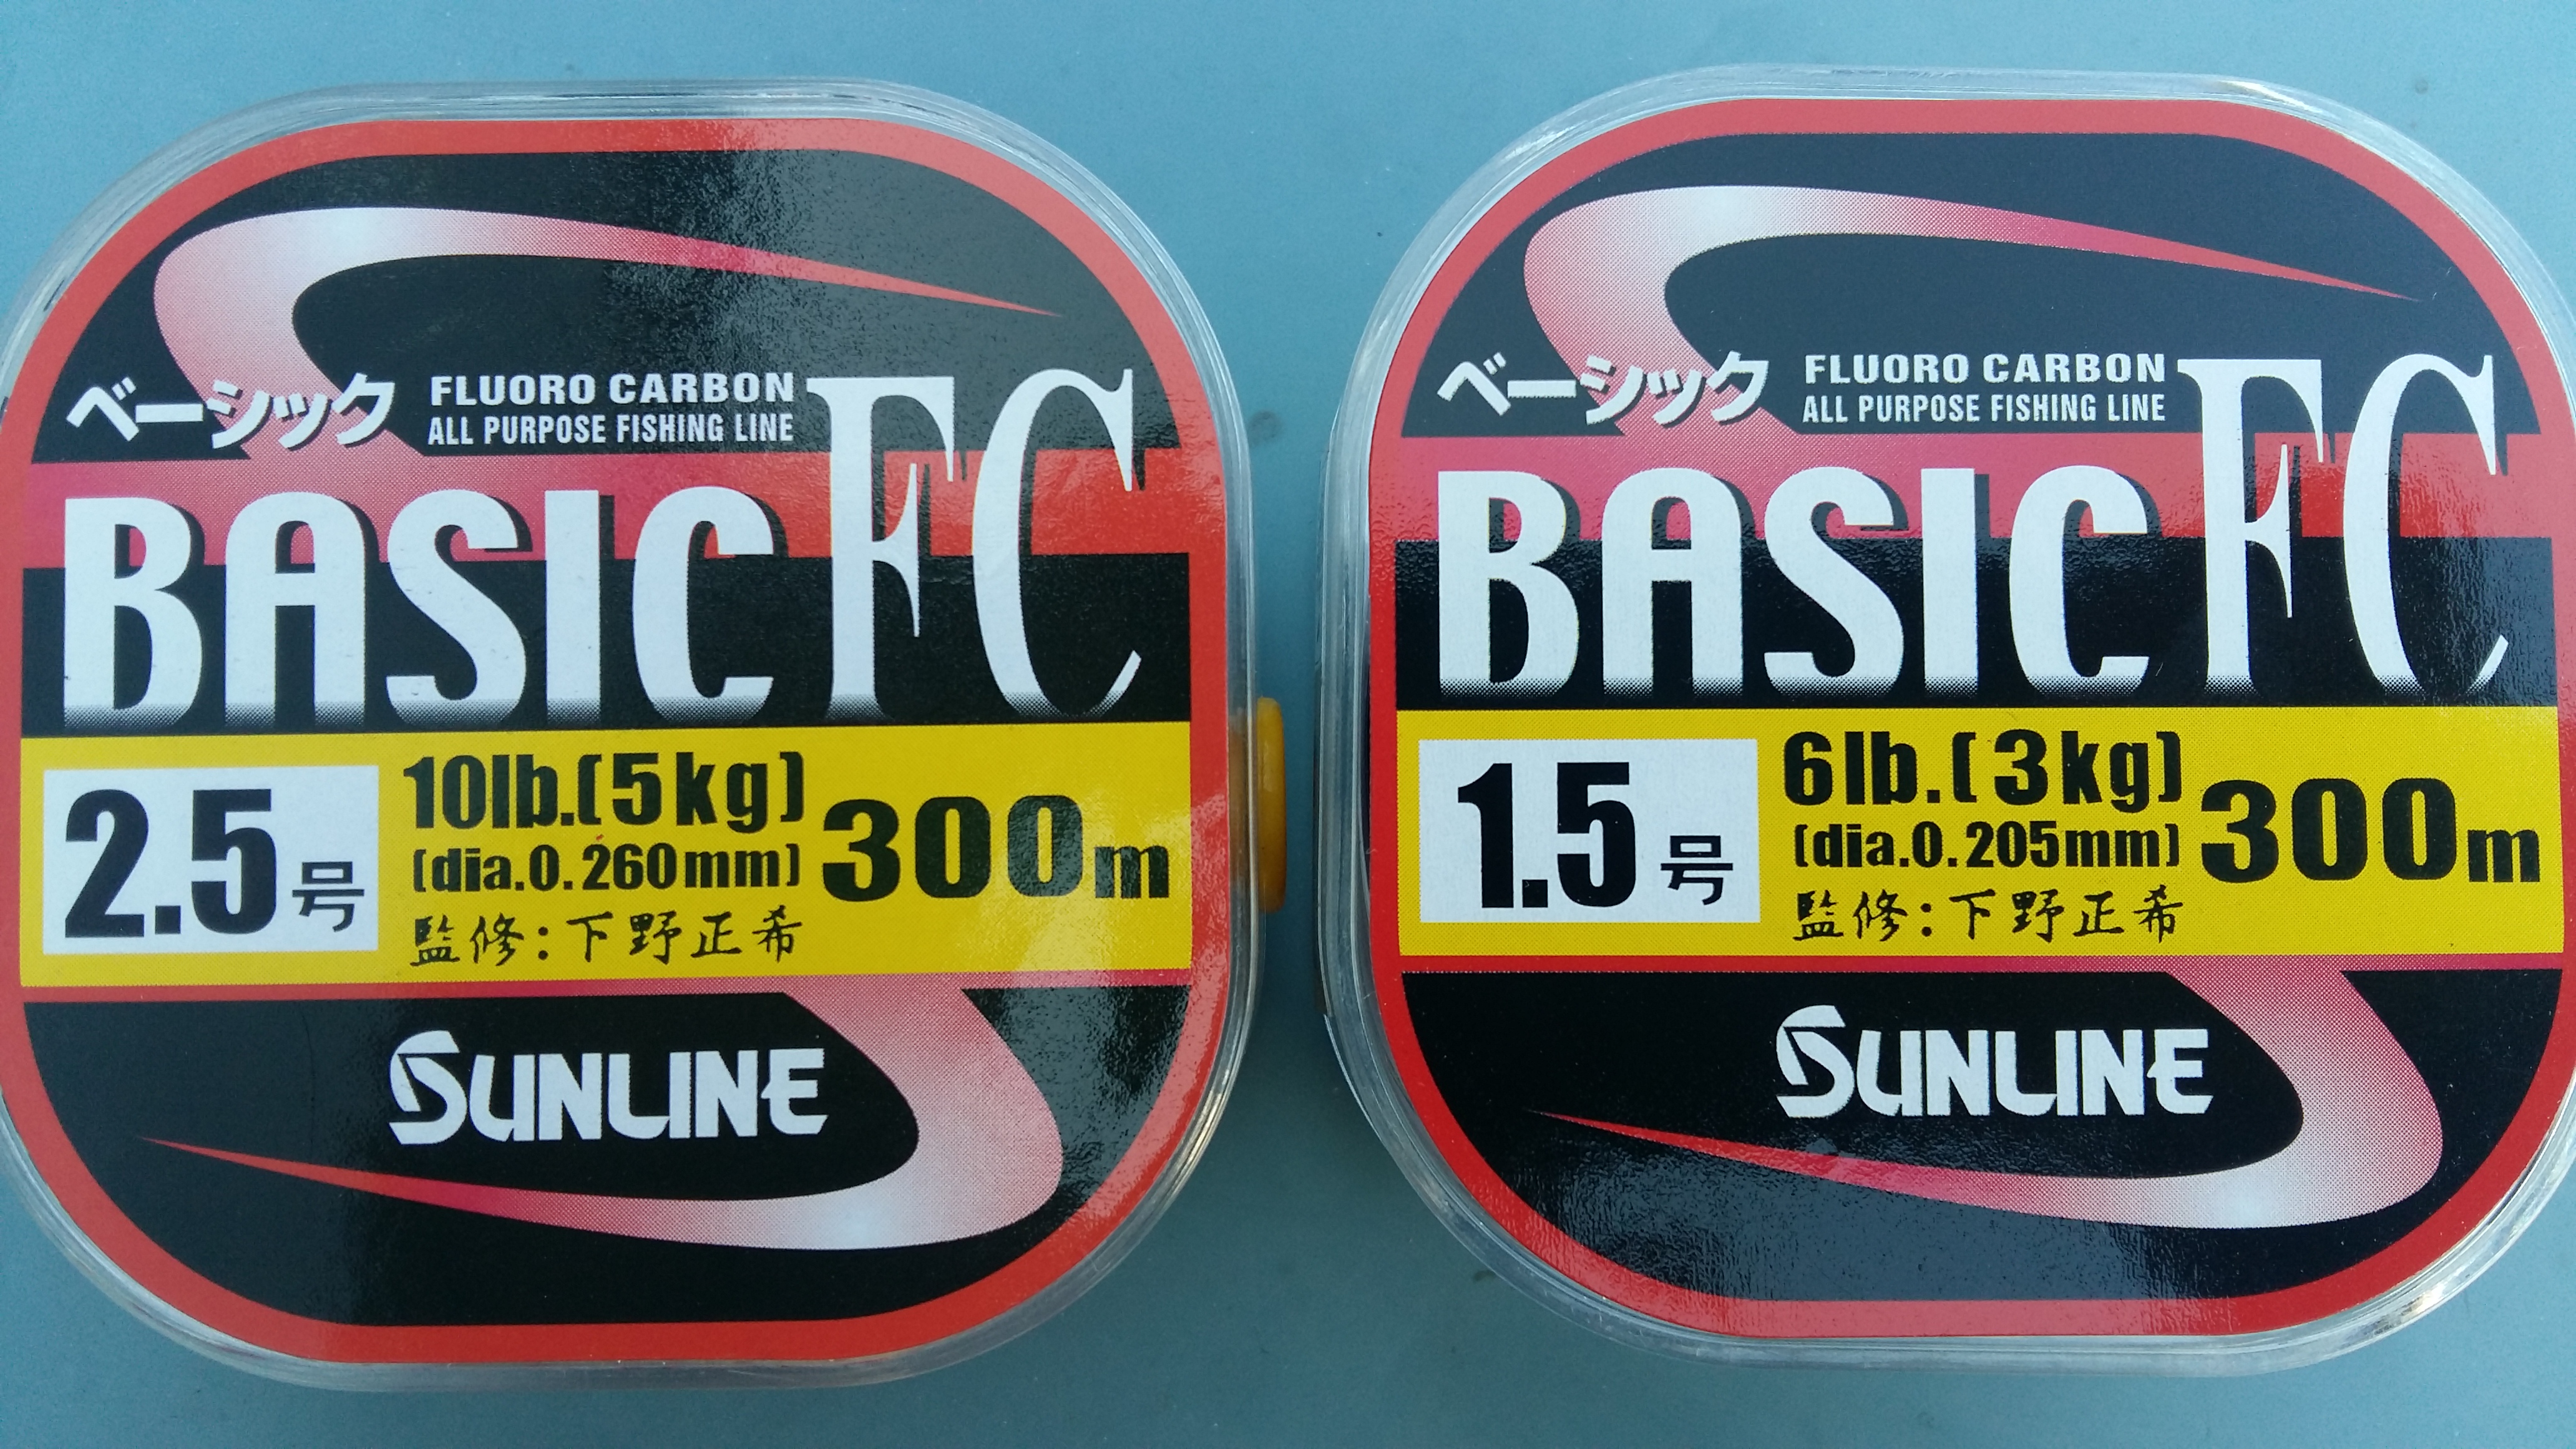 ベーシック
FLUORO CARBON
ALL PURPOSE FISHING LINE
BASIC FC
2.5号
10lb.(5kg)
(dia.0.260mm)
300m
監修:下野正希
SUNLINE
ベーシック
FLUORO CARBON
ALL PURPOSE FISHING LINE
BASIC FC
1.5号
6lb.(3kg)
(dia.0.205mm)
300m
監修:下野正希
SUNLINE